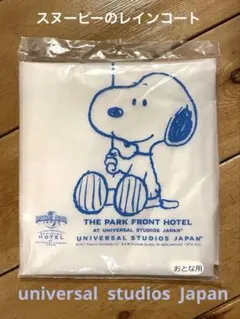 スヌーピーのレインコート
THE PARK FRONT HOTEL
AT UNIVERSAL STUDIOS JAPAN
UNIVERSAL STUDIOS JAPAN
HOTEL
おとな用
universal studios Japan